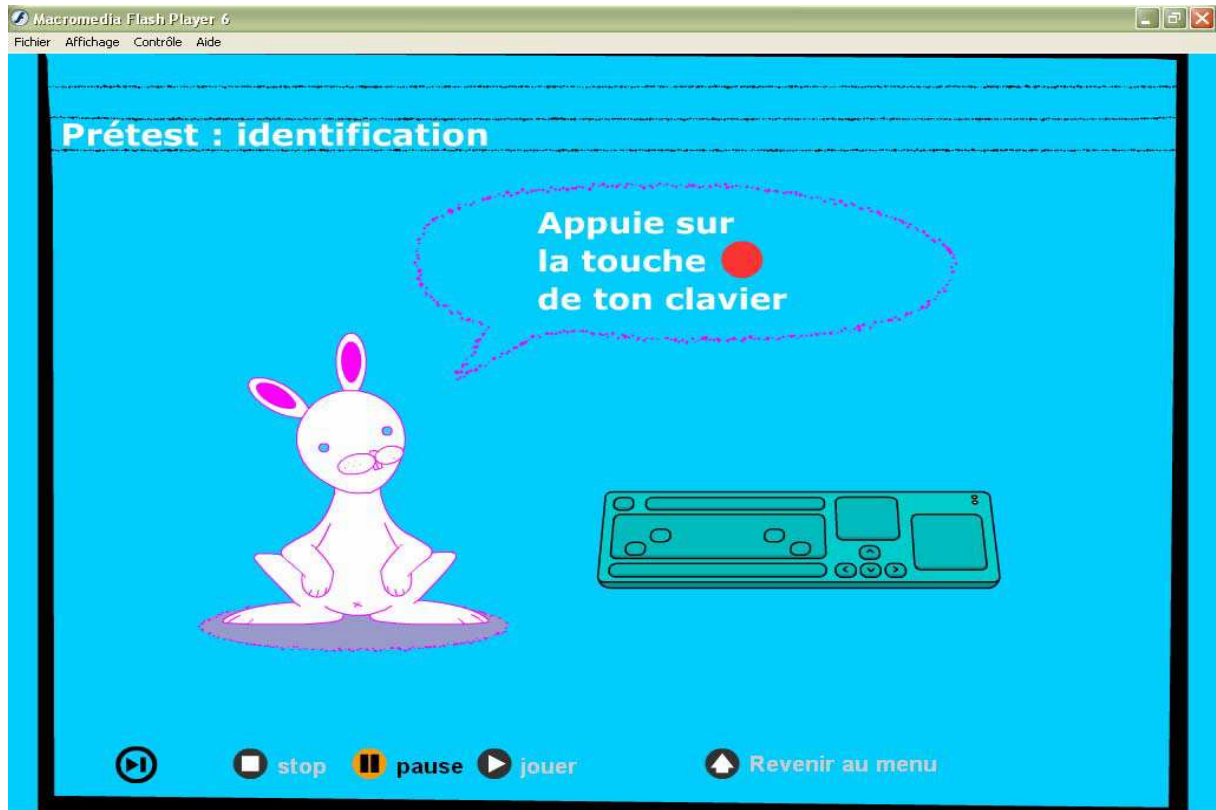 Macromedia Flash Player 6
Fichier Affichage Contrôle Aide
Prétest : identification
Appuie sur
la touche
de ton clavier
stop pause jouer Revenir au menu